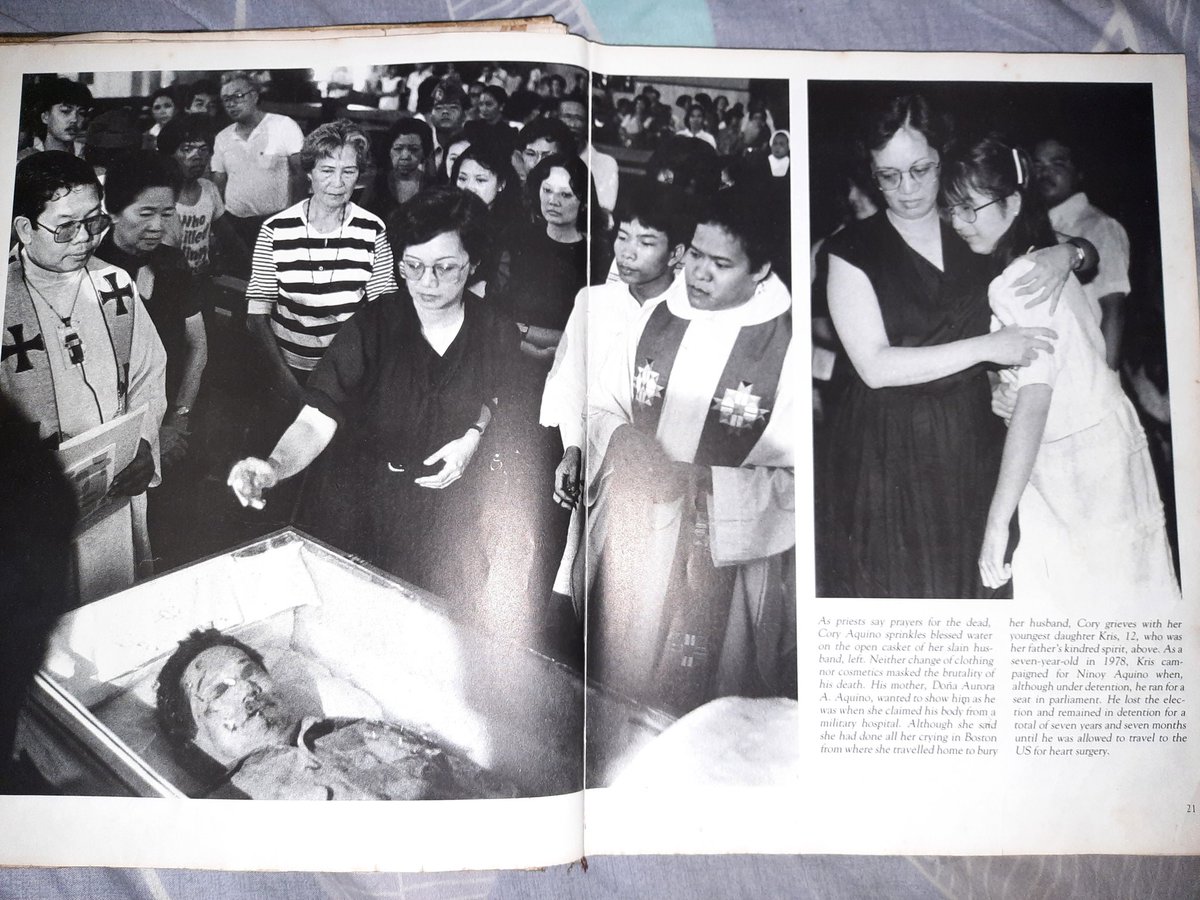 Who
Killed
As priests say prayers for the dead,
Cory Aquino sprinkles blessed water
on the open casket of her slain hus-
band, left. Neither change of clothing
nor cosmetics masked the brutality of
his death. His mother, Doña Aurora
A. Aquino, wanted to show him as he
was when she claimed his body from a
military hospital. Although she said
she had done all her crying in Boston
from where she travelled home to bury
her husband, Cory grieves with her
youngest daughter Kris, 12, who was
her father's kindred spirit, above. As a
seven-year-old in 1978, Kris cam-
paigned for Ninoy Aquino when,
although under detention, he ran for a
seat in parliament. He lost the elec-
tion and remained in detention for a
total of seven years and seven months
until he was allowed to travel to the
US for heart surgery.
21